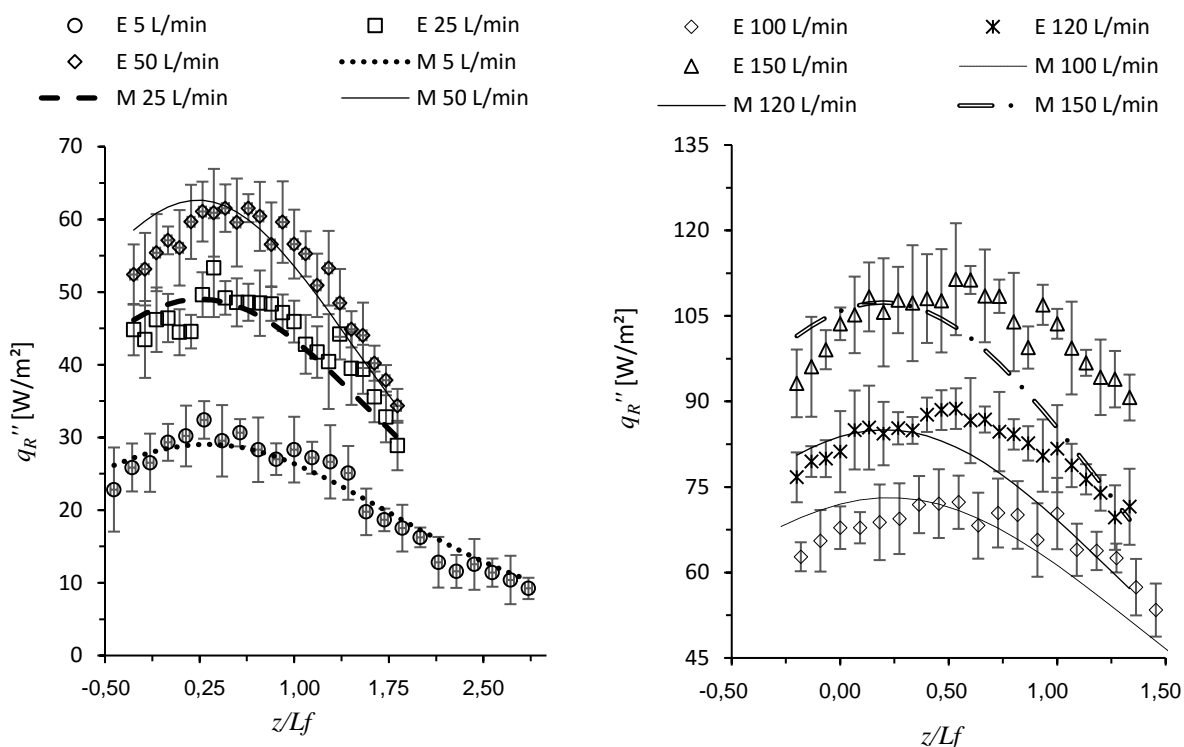 E 5 L/min E 25 L/min
E 50 L/min M 5 L/min
M 25 L/min M 50 L/min
70
60
50
40
30
20
10
0
q_R'' [W/m²]
-0,50 0,25 1,00 1,75 2,50
z/Lf
E 100 L/min E 120 L/min
E 150 L/min M 100 L/min
M 120 L/min M 150 L/min
135
120
105
90
75
60
45
q_R'' [W/m²]
-0,50 0,00 0,50 1,00 1,50
z/Lf